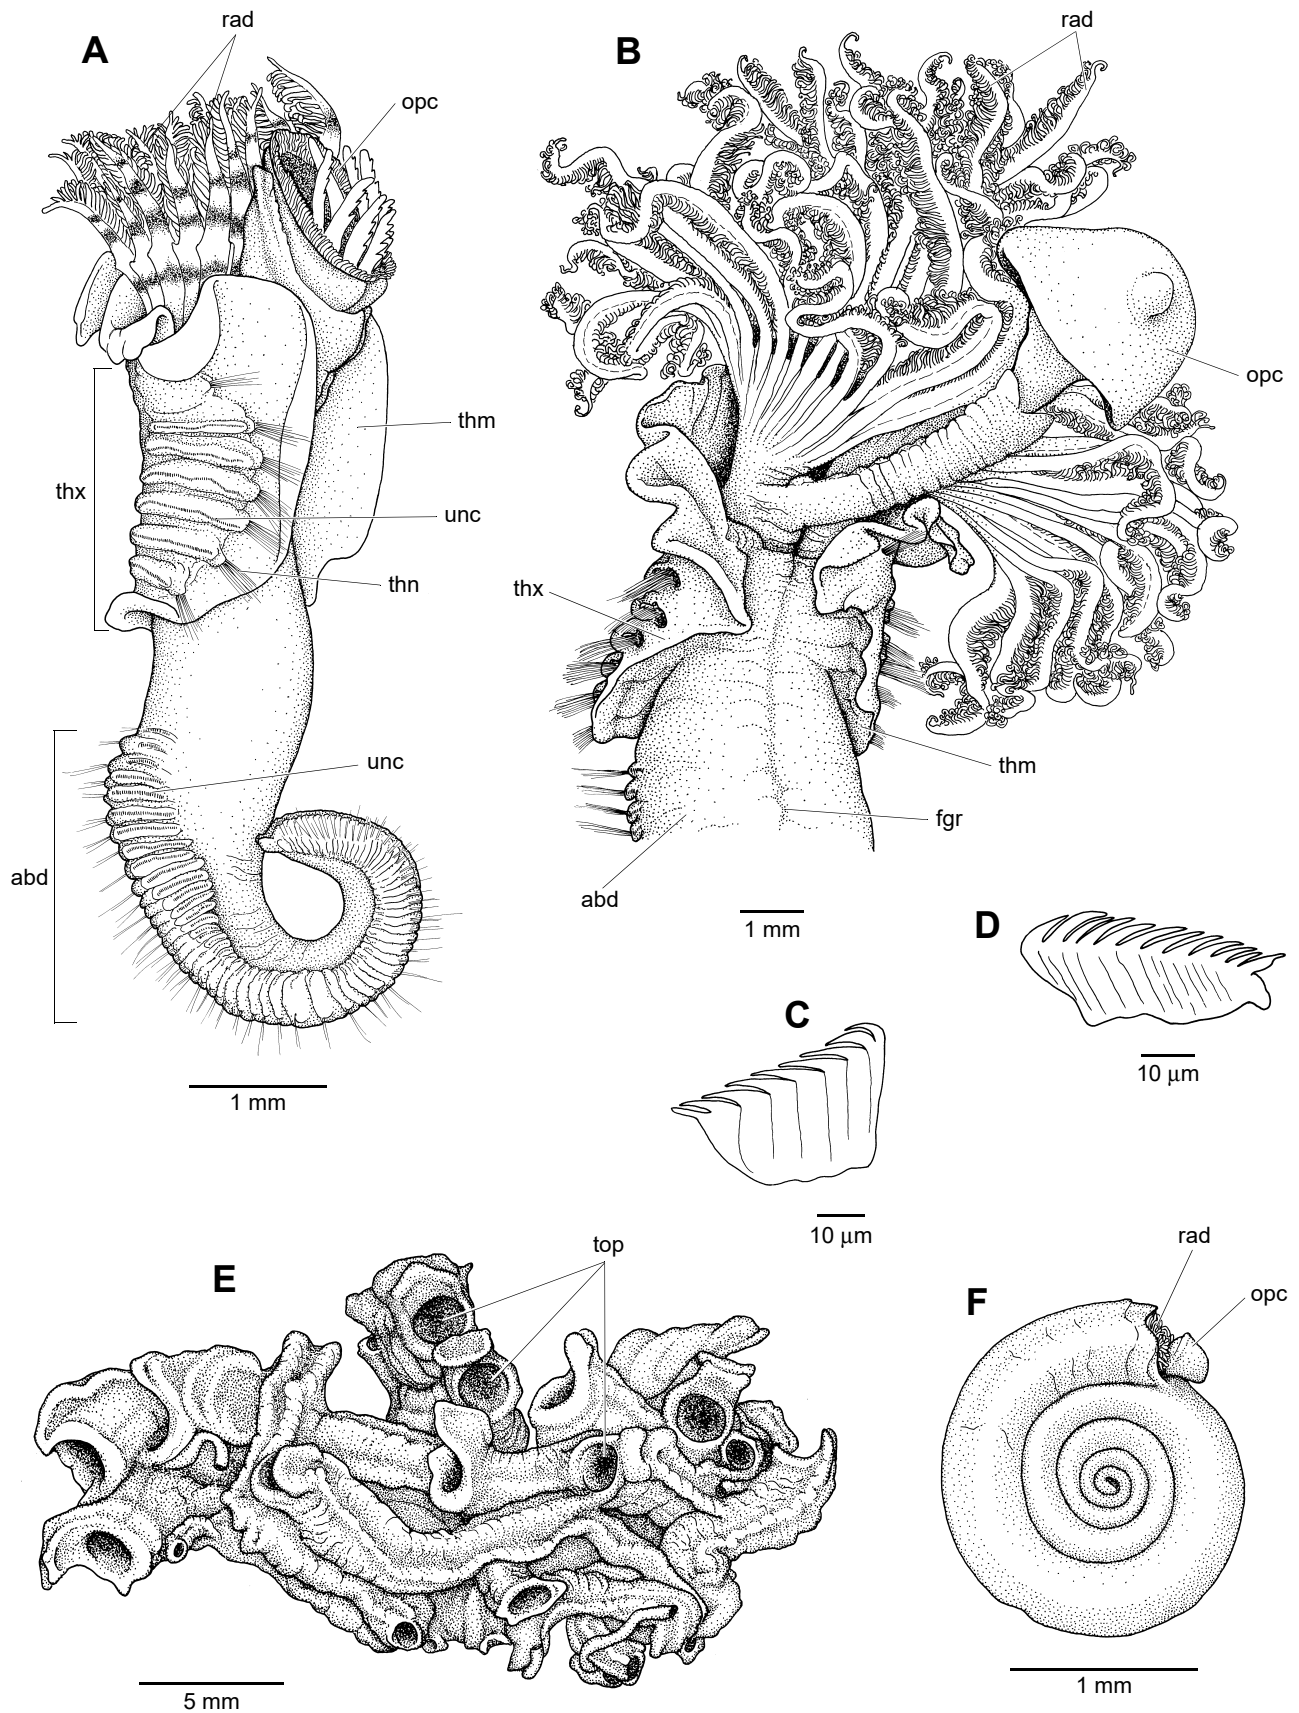 A
rad
opc
thm
thx
unc
thn
unc
abd
1 mm
B
rad
opc
thx
thm
fgr
abd
1 mm
C
10 μm
D
10 μm
E
top
5 mm
F
rad
opc
1 mm